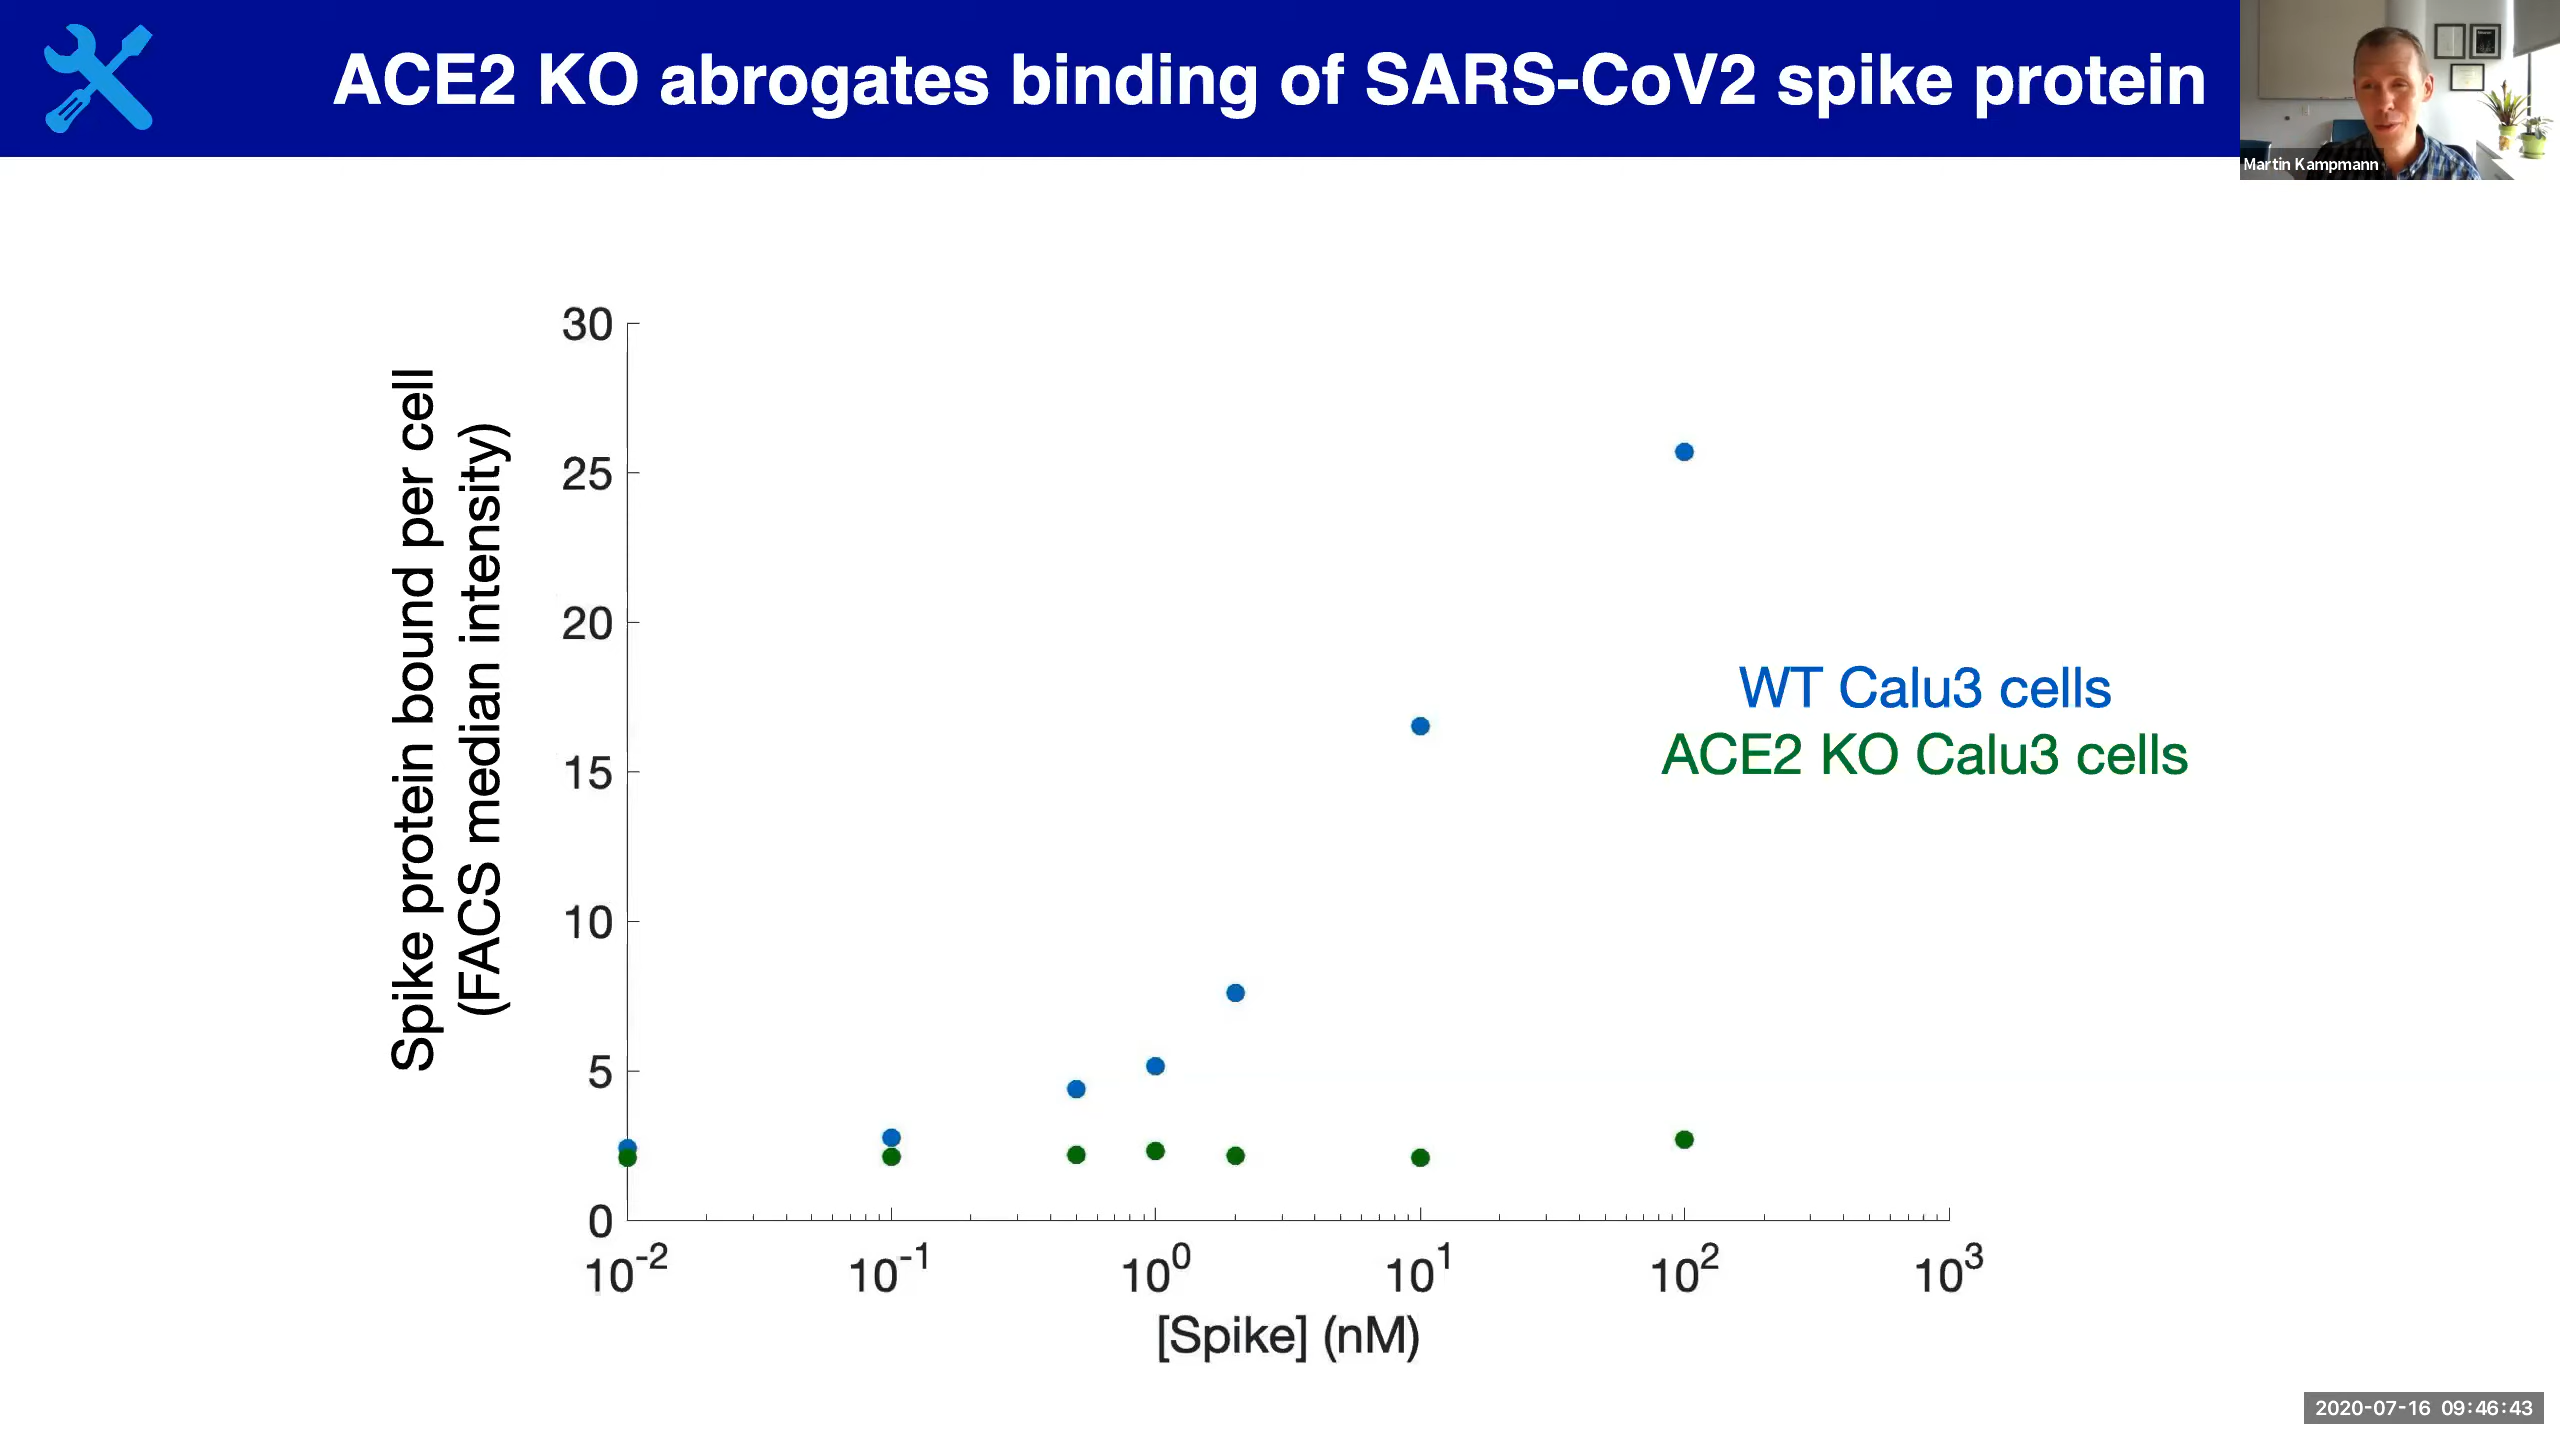 ACE2 KO abrogates binding of SARS-CoV2 spike protein
Martin Kampmann
Spike protein bound per cell
(FACS median intensity)
30
25
20
15
10
5
0
WT Calu3 cells
ACE2 KO Calu3 cells
10⁻² 10⁻¹ 10⁰ 10¹ 10² 10³
[Spike] (nM)
2020-07-16 09:46:43